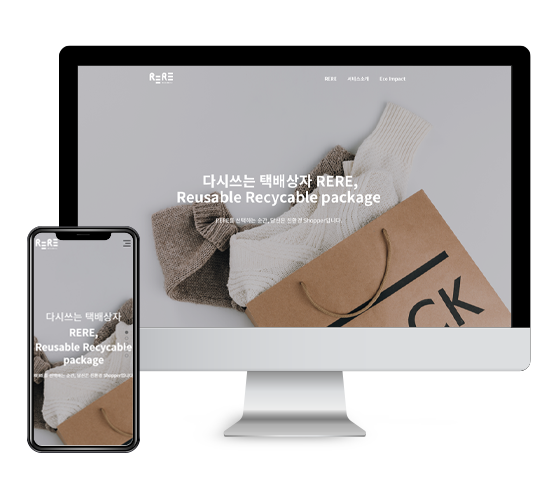 RERE
RERE 서비스소개 Eco Impact
다시쓰는 택배상자 RERE,
Reusable Recycable package
RERE를 선택하는 순간, 당신은 친환경 Shopper입니다.
CK
RERE
다시쓰는 택배상자
RERE,
Reusable Recycable
package
RERE를 선택하는 순간, 당신은 친환경 Shopper입니다